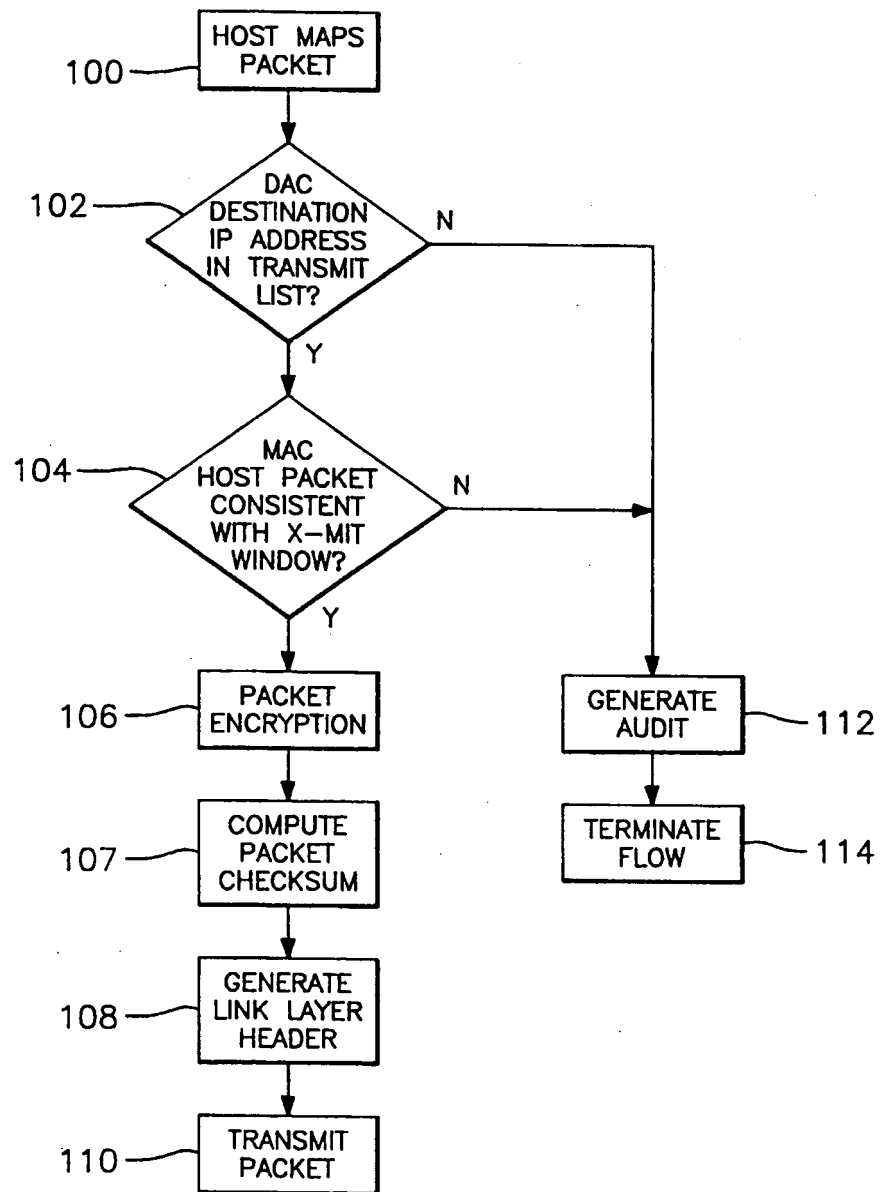 HOST MAPS
PACKET
100
DAC
DESTINATION
IP ADDRESS
IN TRANSMIT
LIST?
102
N
Y
MAC
HOST PACKET
CONSISTENT
WITH X-MIT
WINDOW?
104
N
Y
PACKET
ENCRYPTION
106
GENERATE
AUDIT
112
COMPUTE
PACKET
CHECKSUM
107
TERMINATE
FLOW
114
GENERATE
LINK LAYER
HEADER
108
TRANSMIT
PACKET
110